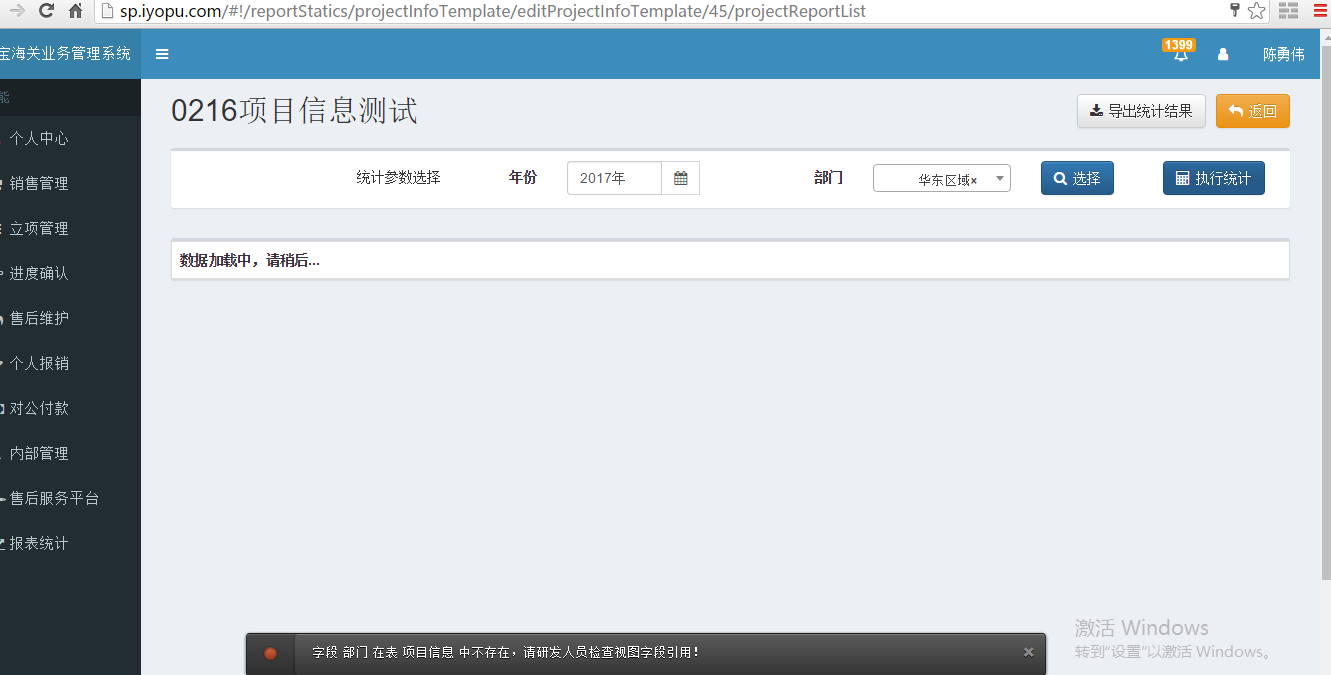 sp.iyopu.com/#!/reportStatics/projectInfoTemplate/editProjectInfoTemplate/45/projectReportList
宝海关业务管理系统
1399
陈勇伟
能
0216项目信息测试
导出统计结果
返回
个人中心
统计参数选择 年份 2017年 部门 华东区域× 选择 执行统计
销售管理
立项管理
数据加载中，请稍后...
进度确认
售后维护
个人报销
对公付款
内部管理
售后服务平台
报表统计
激活 Windows
转到"设置"以激活 Windows。
字段 部门 在表 项目信息 中不存在，请研发人员检查视图字段引用！ ×